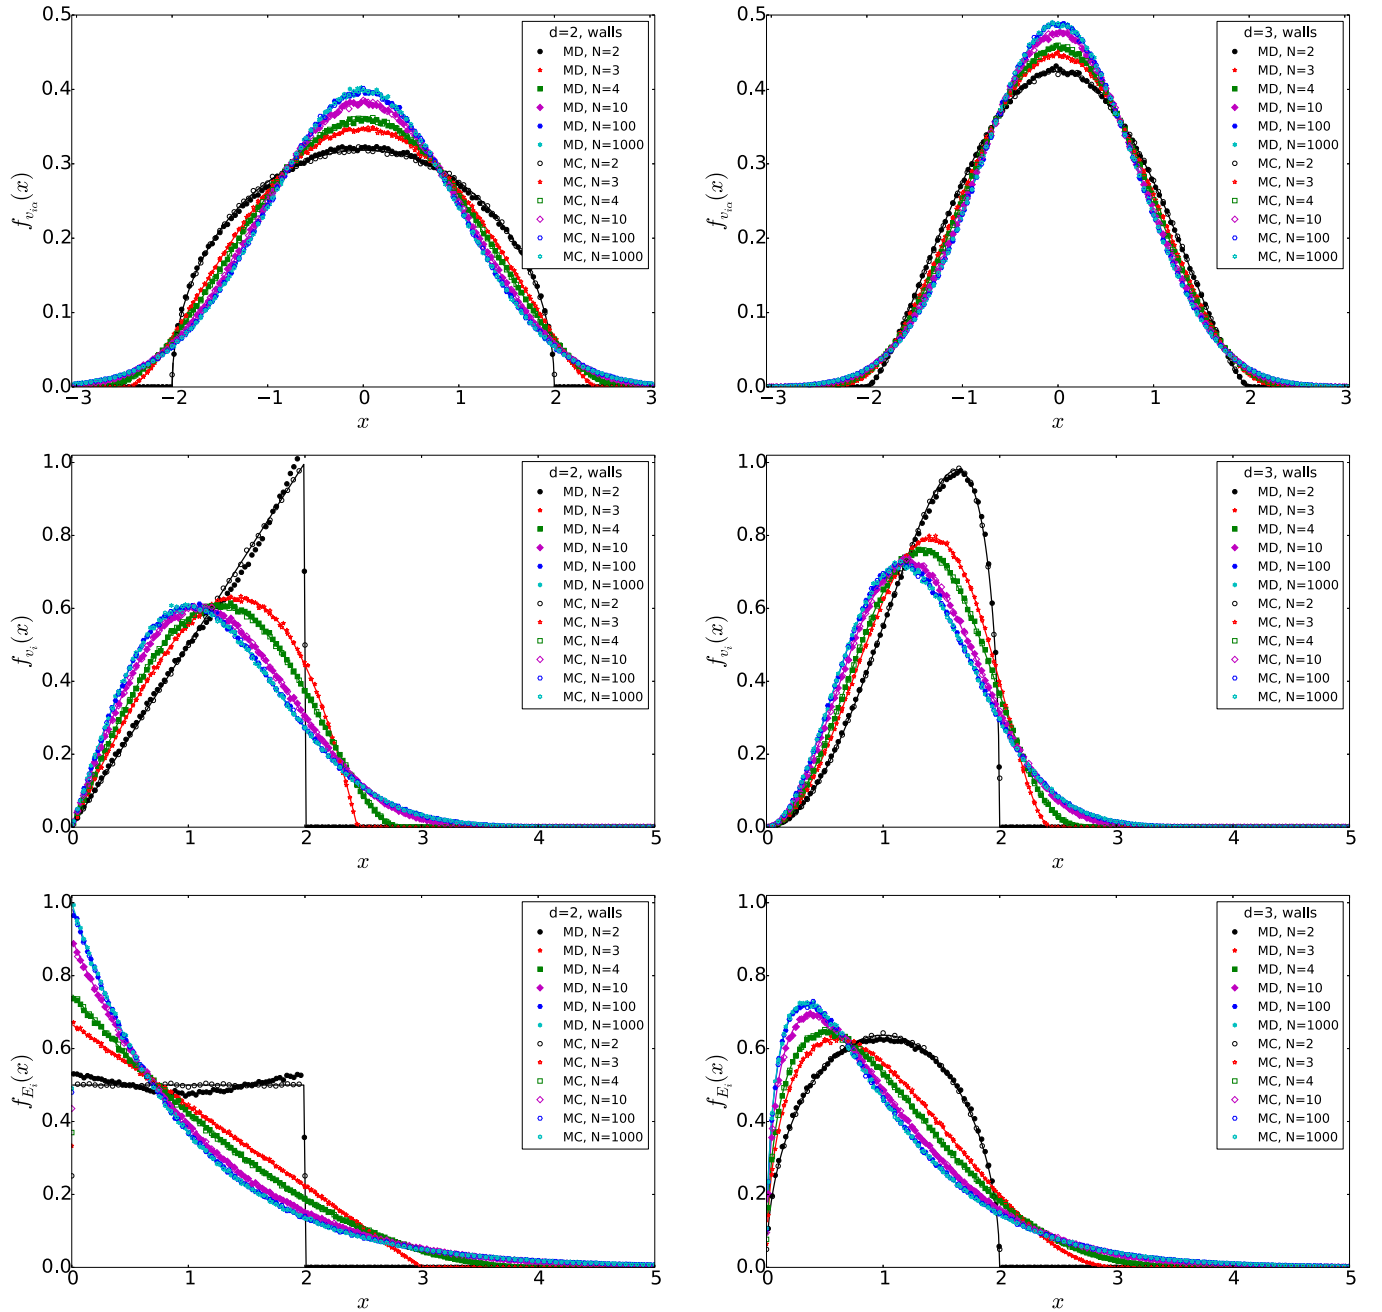 0.5
0.4
0.3
0.2
0.1
0.0
−3
−2
−1
0
1
2
3
x
f_{v_{iα}}(x)
d=2, walls
MD, N=2
MD, N=3
MD, N=4
MD, N=10
MD, N=100
MD, N=1000
MC, N=2
MC, N=3
MC, N=4
MC, N=10
MC, N=100
MC, N=1000
0.5
0.4
0.3
0.2
0.1
0.0
−3
−2
−1
0
1
2
3
x
f_{v_{iα}}(x)
d=3, walls
MD, N=2
MD, N=3
MD, N=4
MD, N=10
MD, N=100
MD, N=1000
MC, N=2
MC, N=3
MC, N=4
MC, N=10
MC, N=100
MC, N=1000
1.0
0.8
0.6
0.4
0.2
0.0
0
1
2
3
4
5
x
f_{v_i}(x)
d=2, walls
MD, N=2
MD, N=3
MD, N=4
MD, N=10
MD, N=100
MD, N=1000
MC, N=2
MC, N=3
MC, N=4
MC, N=10
MC, N=100
MC, N=1000
1.0
0.8
0.6
0.4
0.2
0.0
0
1
2
3
4
5
x
f_{v_i}(x)
d=3, walls
MD, N=2
MD, N=3
MD, N=4
MD, N=10
MD, N=100
MD, N=1000
MC, N=2
MC, N=3
MC, N=4
MC, N=10
MC, N=100
MC, N=1000
1.0
0.8
0.6
0.4
0.2
0.0
0
1
2
3
4
5
x
f_{E_i}(x)
d=2, walls
MD, N=2
MD, N=3
MD, N=4
MD, N=10
MD, N=100
MD, N=1000
MC, N=2
MC, N=3
MC, N=4
MC, N=10
MC, N=100
MC, N=1000
1.0
0.8
0.6
0.4
0.2
0.0
0
1
2
3
4
5
x
f_{E_i}(x)
d=3, walls
MD, N=2
MD, N=3
MD, N=4
MD, N=10
MD, N=100
MD, N=1000
MC, N=2
MC, N=3
MC, N=4
MC, N=10
MC, N=100
MC, N=1000